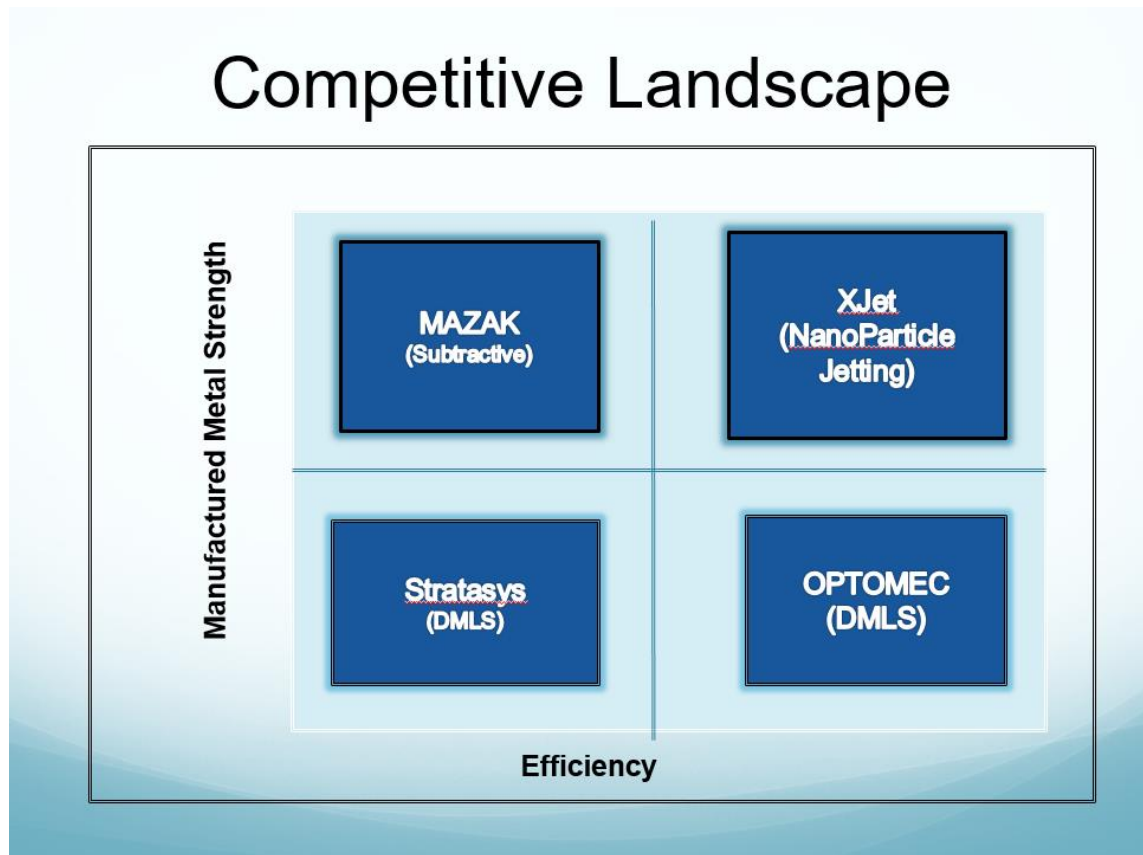 Competitive Landscape
Manufactured Metal Strength
MAZAK
(Subtractive)
XJet
(NanoParticle
Jetting)
Stratasys
(DMLS)
OPTOMEC
(DMLS)
Efficiency